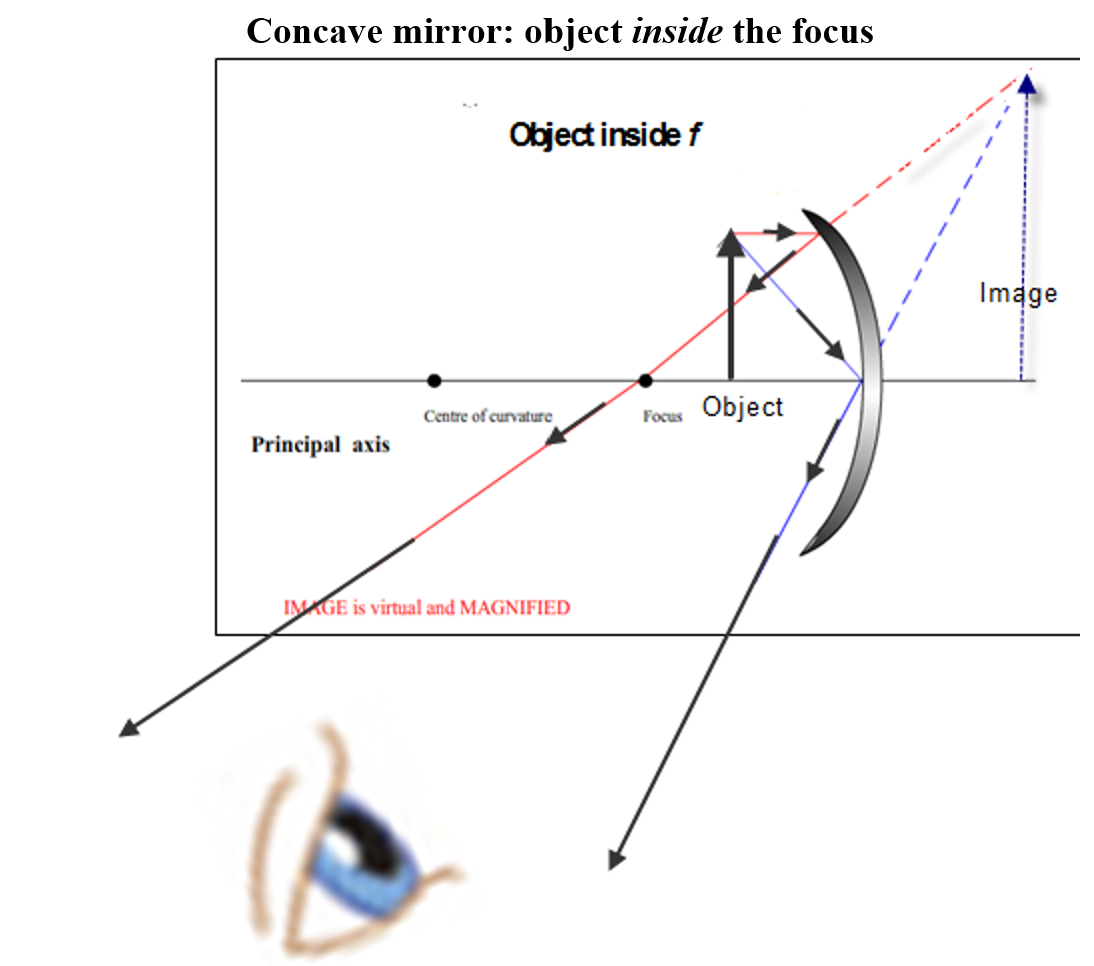 Concave mirror: object inside the focus
Object inside f
Image
Object
Centre of curvature
Focus
Principal axis
IMAGE is virtual and MAGNIFIED